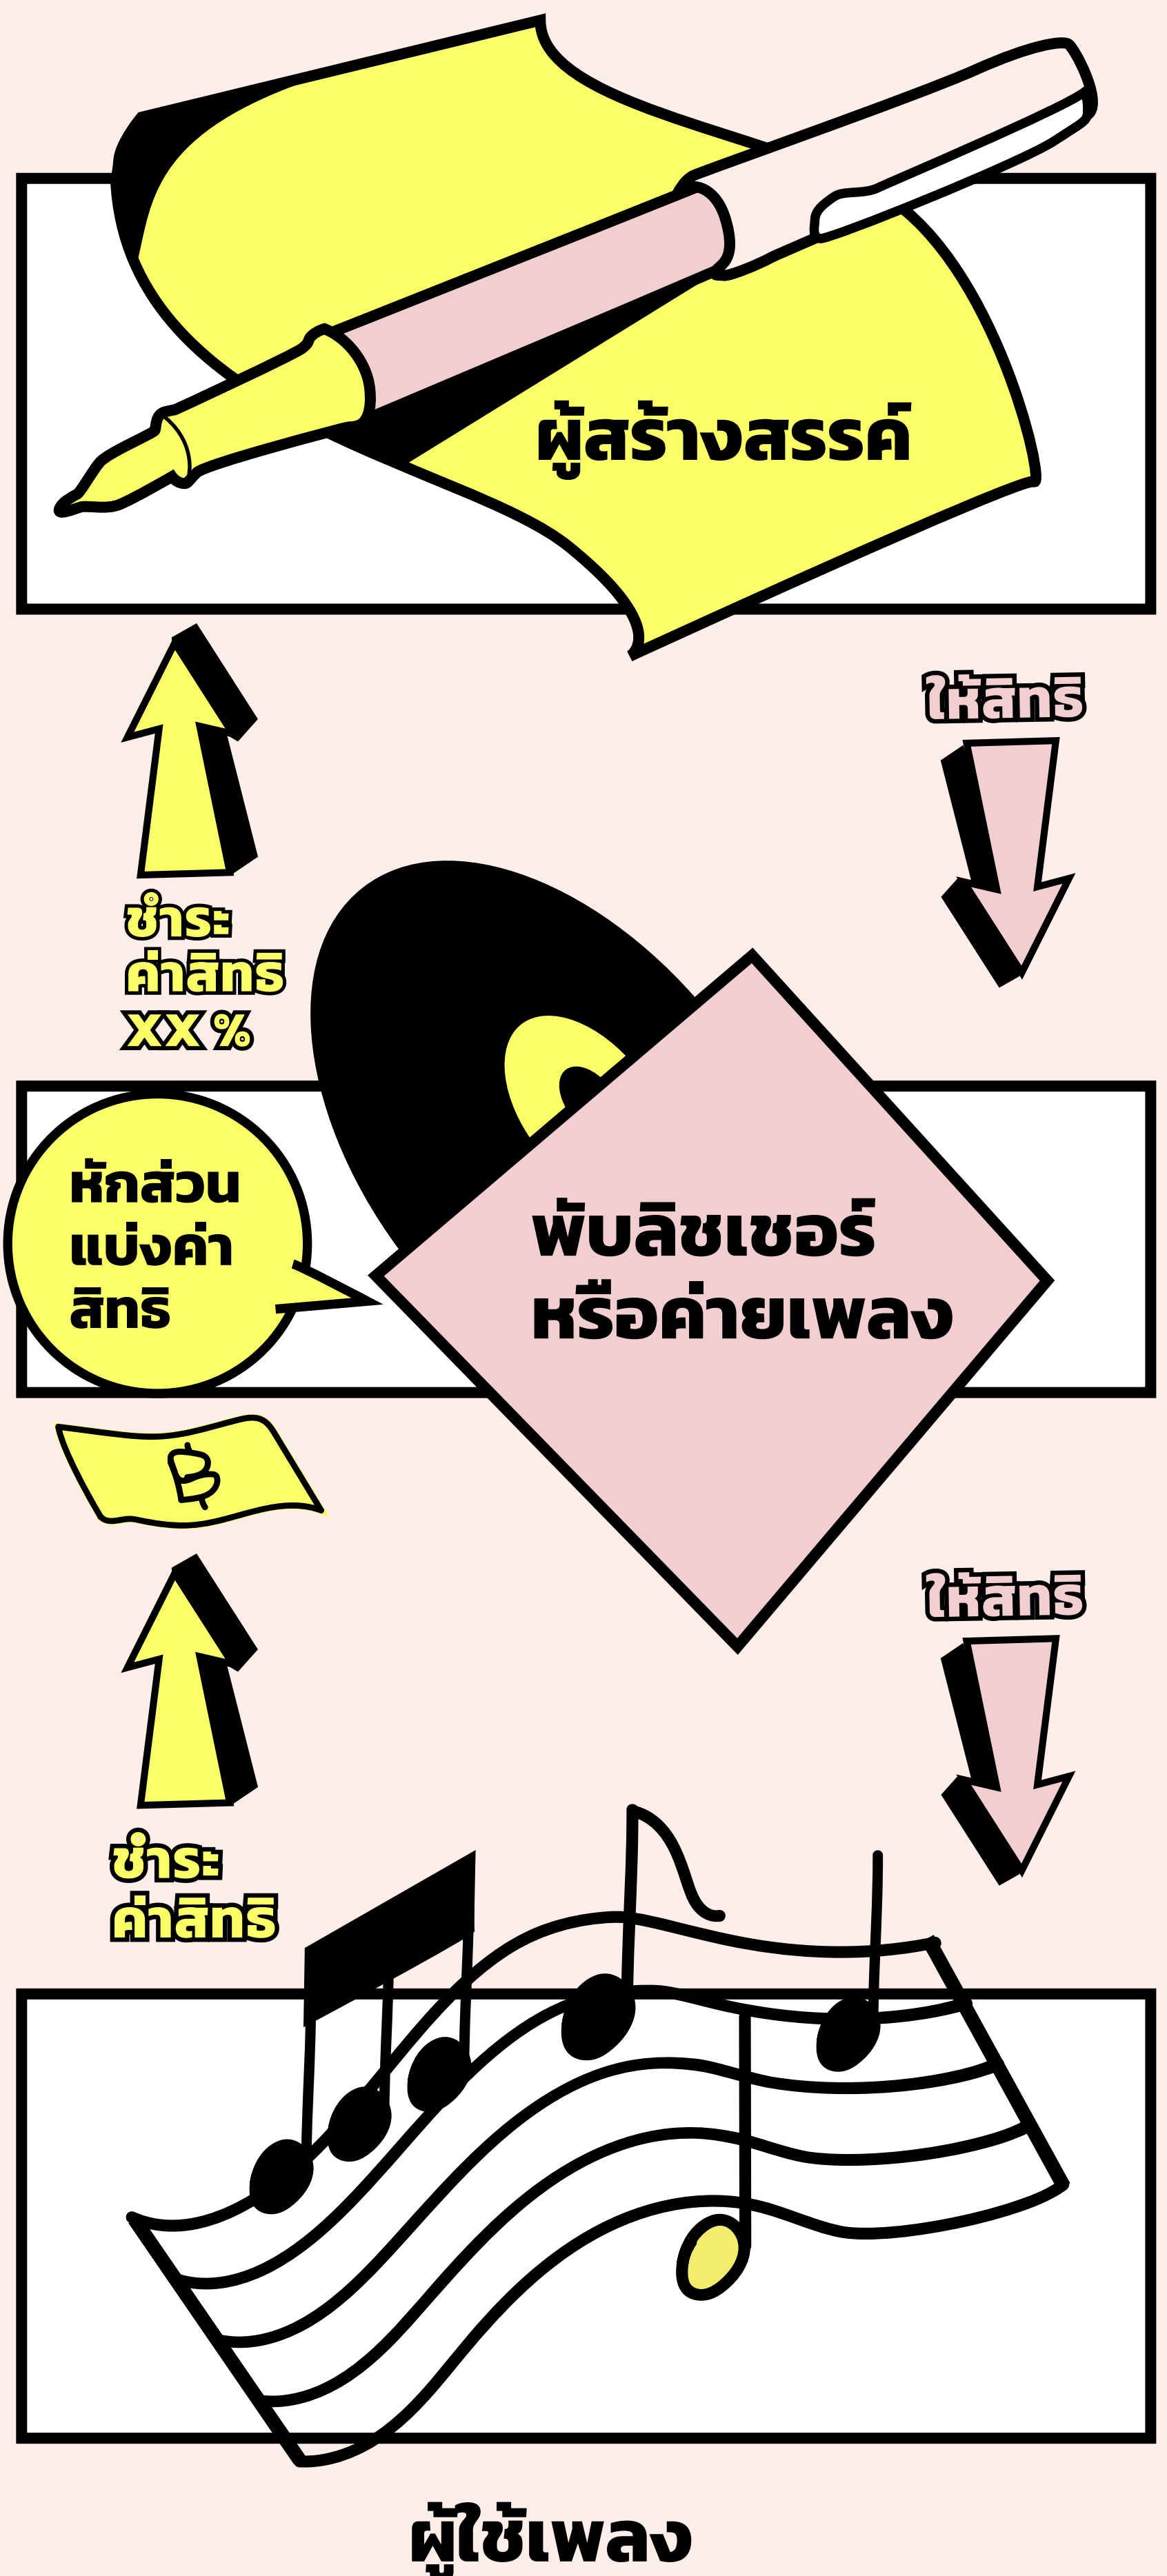 ผู้สร้างสรรค์
ให้สิทธิ
ชำระ
ค่าสิทธิ
XX %
หักส่วน
แบ่งค่า
สิทธิ
พับลิชเชอร์
หรือค่ายเพลง
฿
ให้สิทธิ
ชำระ
ค่าสิทธิ
ผู้ใช้เพลง